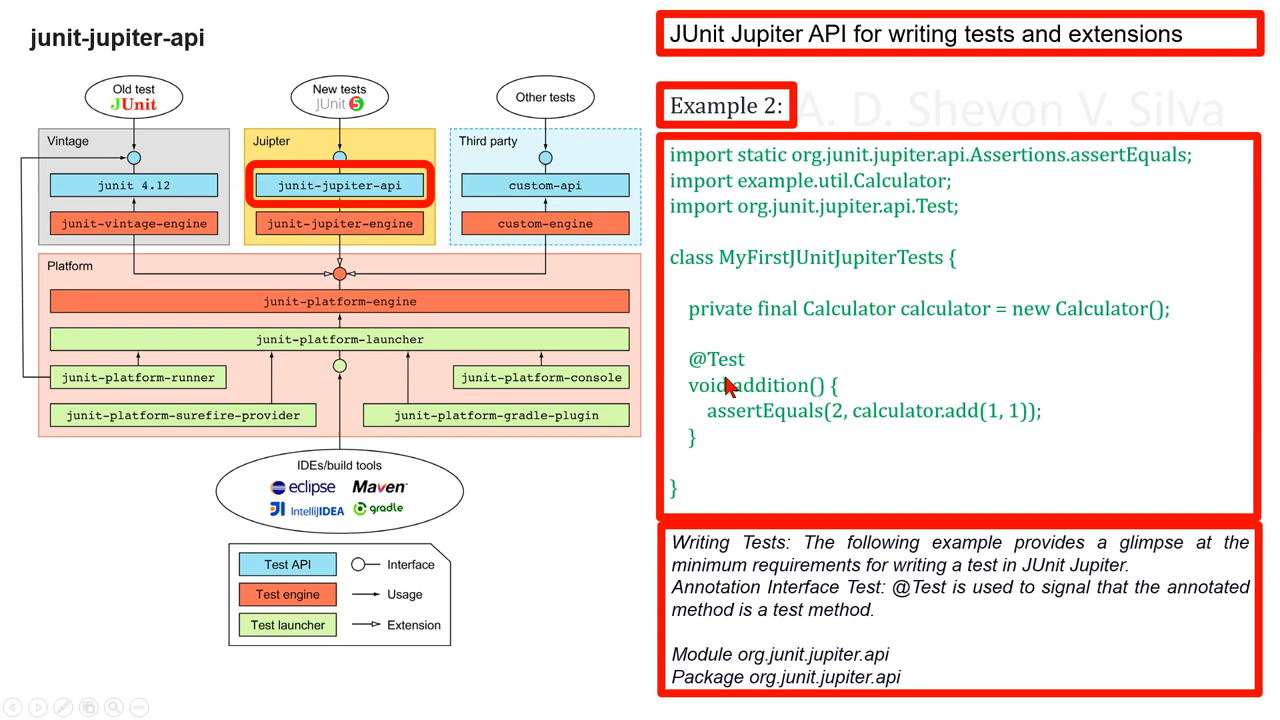 junit-jupiter-api
JUnit Jupiter API for writing tests and extensions
Old test
JUnit
New tests
JUnit 5
Other tests
Vintage
Juipter
Third party
junit 4.12
junit-jupiter-api
custom-api
junit-vintage-engine
junit-jupiter-engine
custom-engine
Platform
junit-platform-engine
junit-platform-launcher
junit-platform-runner
junit-platform-console
junit-platform-surefire-provider
junit-platform-gradle-plugin
IDEs/build tools
eclipse
Maven
IntelliJIDEA
gradle
Test API
Interface
Test engine
Usage
Test launcher
Extension
Example 2:
A. D. Shevon V. Silva
import static org.junit.jupiter.api.Assertions.assertEquals;
import example.util.Calculator;
import org.junit.jupiter.api.Test;
class MyFirstJUnitJupiterTests {
private final Calculator calculator = new Calculator();
@Test
void addition() {
assertEquals(2, calculator.add(1, 1));
}
}
Writing Tests: The following example provides a glimpse at the
minimum requirements for writing a test in JUnit Jupiter.
Annotation Interface Test: @Test is used to signal that the annotated
method is a test method.
Module org.junit.jupiter.api
Package org.junit.jupiter.api